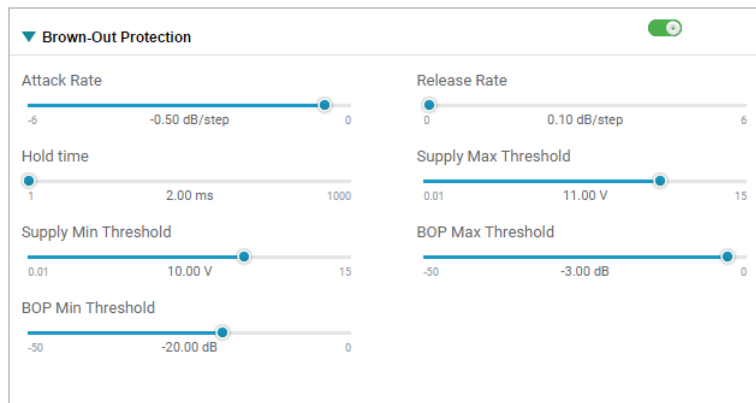 Brown-Out Protection
Attack Rate
-6 -0.50 dB/step 0
Release Rate
0 0.10 dB/step 6
Hold time
1 2.00 ms 1000
Supply Max Threshold
0.01 11.00 V 15
Supply Min Threshold
0.01 10.00 V 15
BOP Max Threshold
-50 -3.00 dB 0
BOP Min Threshold
-50 -20.00 dB 0